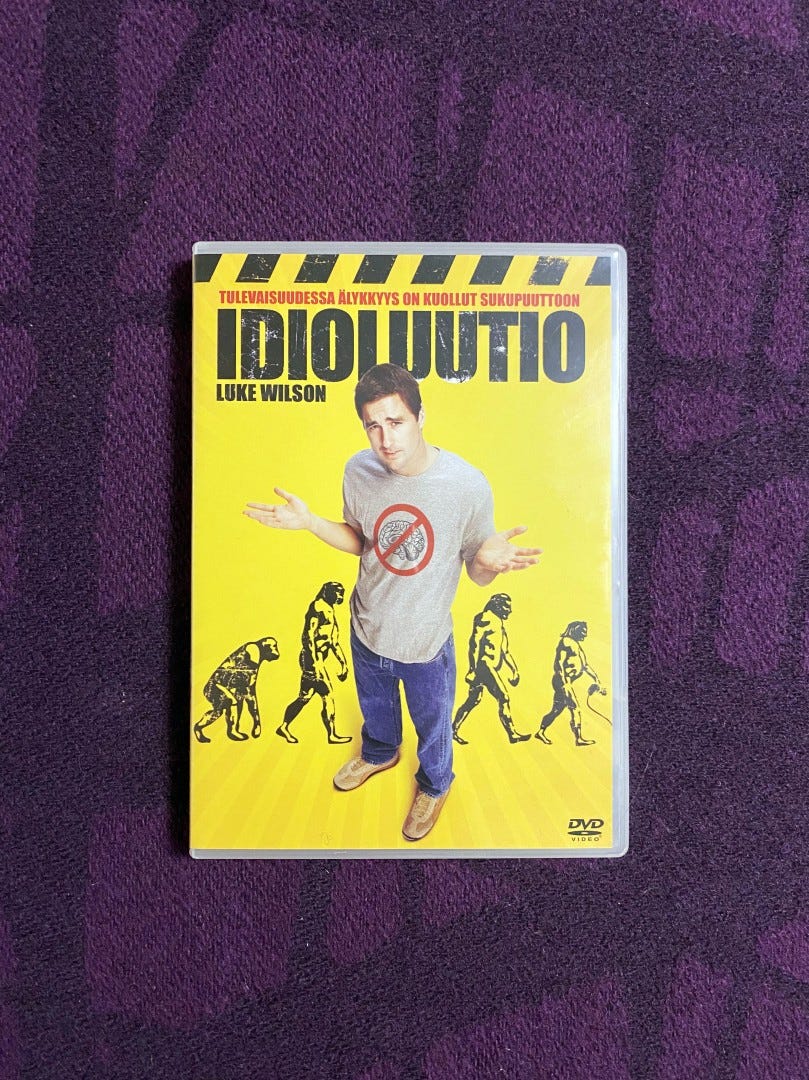 TULEVAISUUDESSA ÄLYKKYYS ON KUOLLUT SUKUPUUTTOON
IDIOLUUTIO
LUKE WILSON
DVD
VIDEO